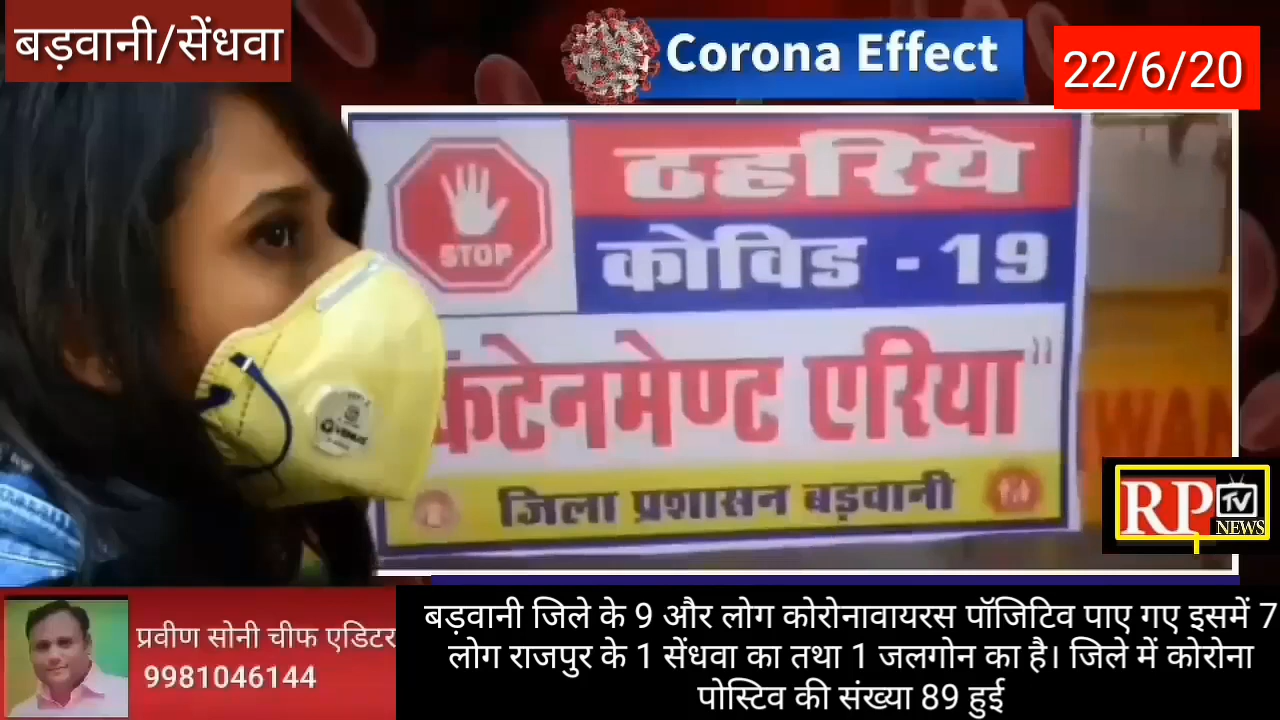 बड़वानी/सेंधवा
Corona Effect
22/6/20
STOP
ठहरिये
कोविड - 19
कंटेनमेण्ट एरिया"
जिला प्रशासन बड़वानी
RP TV NEWS
प्रवीण सोनी चीफ एडिटर
9981046144
बड़वानी जिले के 9 और लोग कोरोनावायरस पॉजिटिव पाए गए इसमें 7
लोग राजपुर के 1 सेंधवा का तथा 1 जलगोन का है। जिले में कोरोना
पोस्टिव की संख्या 89 हुई